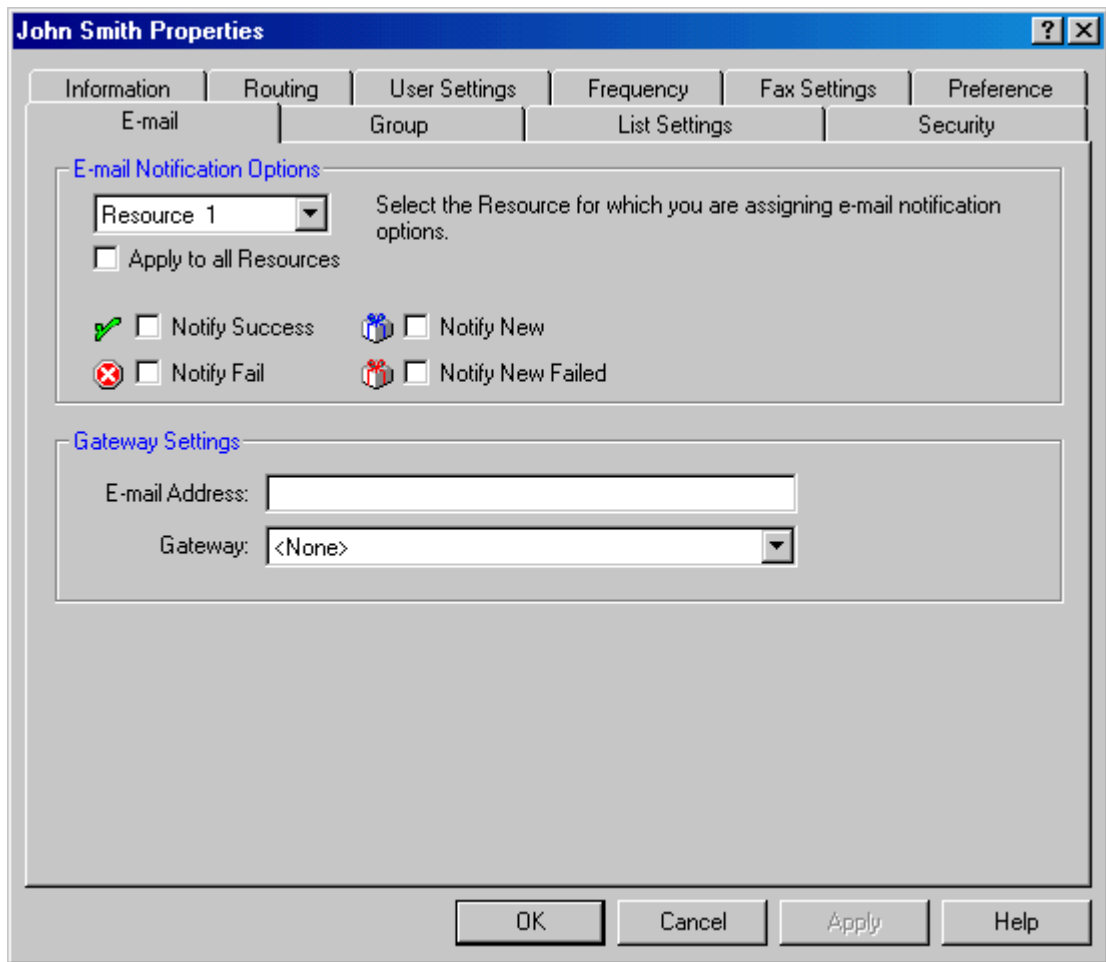 John Smith Properties
Information Routing User Settings Frequency Fax Settings Preference
E-mail Group List Settings Security
E-mail Notification Options
Resource 1
Select the Resource for which you are assigning e-mail notification
options.
Apply to all Resources
Notify Success Notify New
Notify Fail Notify New Failed
Gateway Settings
E-mail Address:
Gateway: <None>
OK Cancel Apply Help